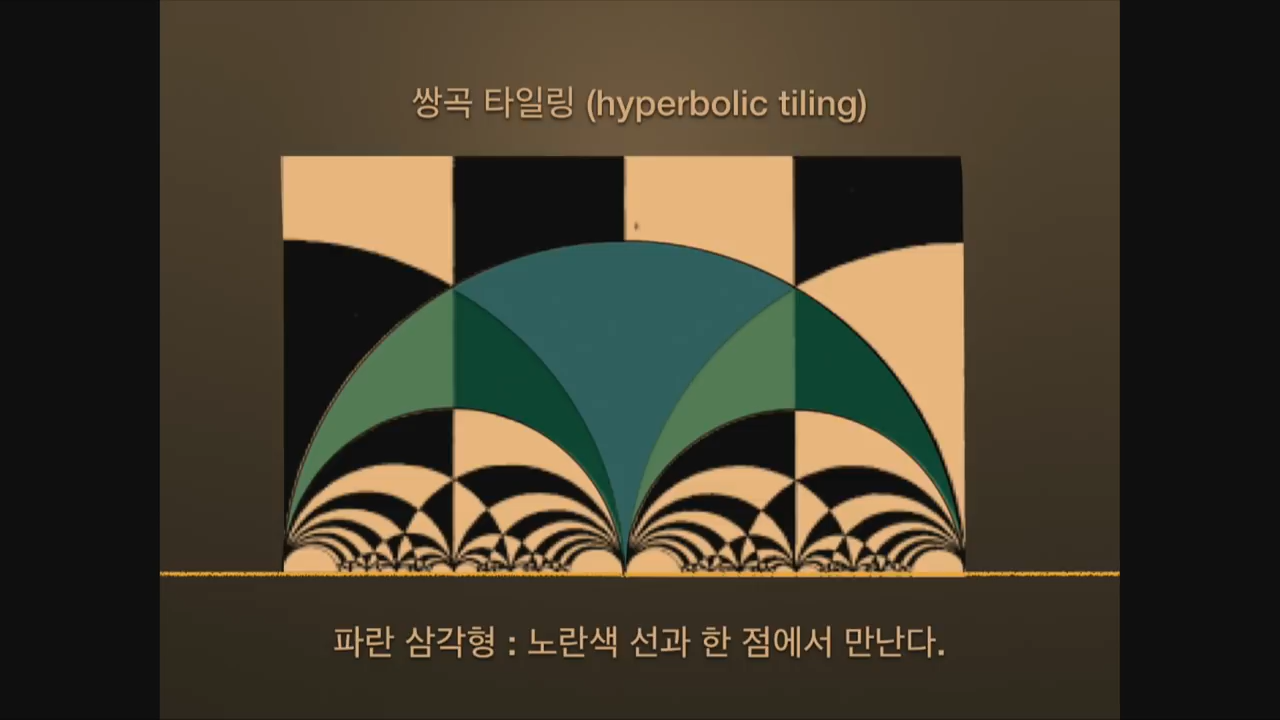 쌍곡 타일링 (hyperbolic tiling)
파란 삼각형 : 노란색 선과 한 점에서 만난다.